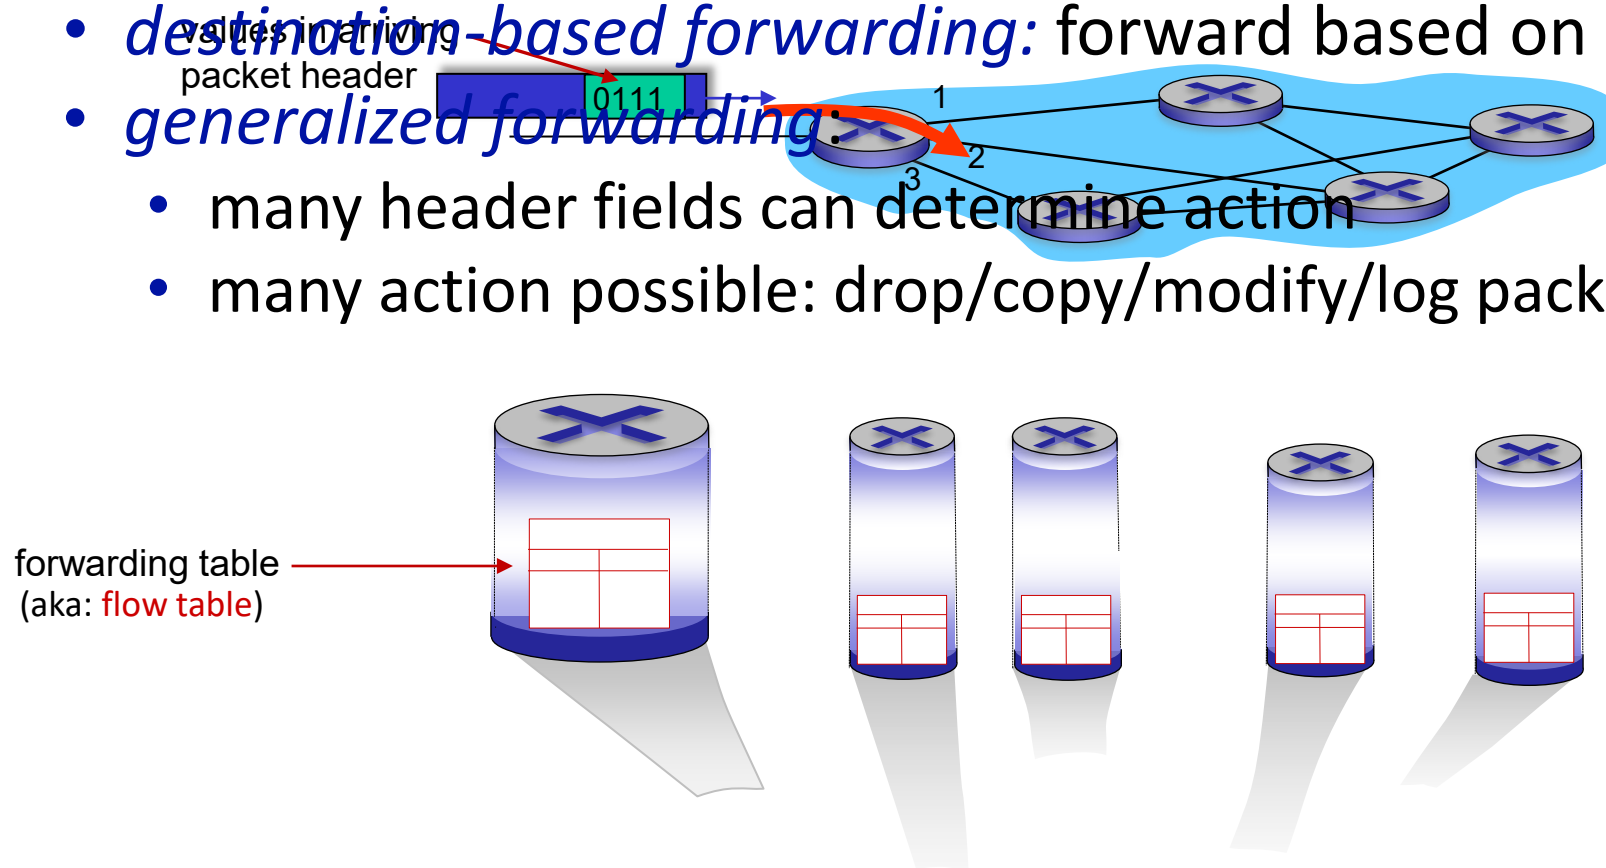 • destination-based forwarding: forward based on
values in arriving
packet header
0111
• generalized forwarding:
• many header fields can determine action
• many action possible: drop/copy/modify/log pack
1
2
3
forwarding table
(aka: flow table)